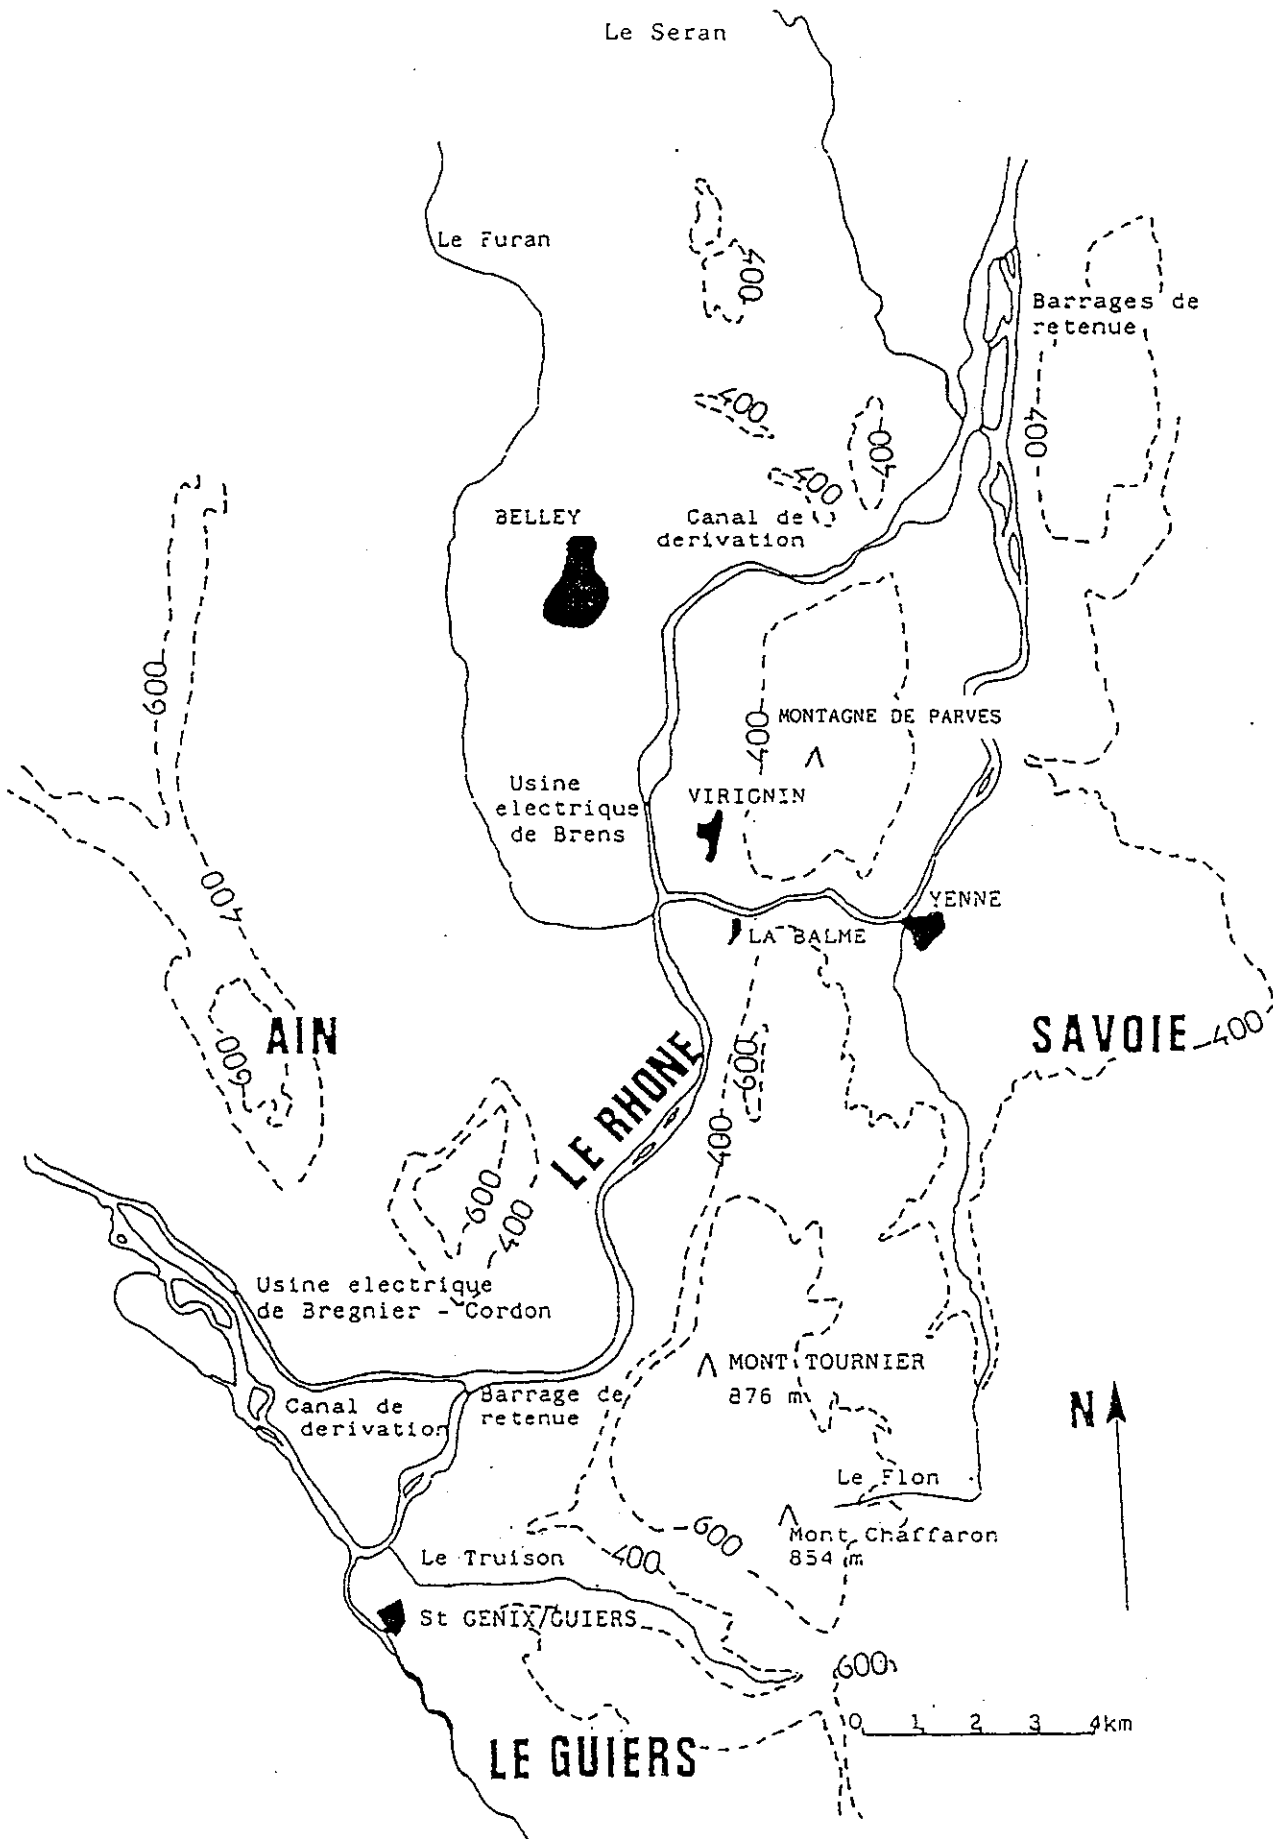 Le Seran
Le Furan
400
Barrages de
retenue
400
400
400
400
BELLEY
Canal de
derivation
600
400
MONTAGNE DE PARVES
Usine
electrique
de Brens
VIRIGNIN
400
YENNE
LA BALME
AIN
600
LE RHONE
600
400
SAVOIE
400
600
400
Usine electrique
de Bregnier - Cordon
MONT TOURNIER
876 m
Barrage de
retenue
Canal de
derivation
N
Le Flon
Mont Chaffaron
854 m
600
400
Le Truison
St GENIX/GUIERS
600
0 1 2 3 4km
LE GUIERS